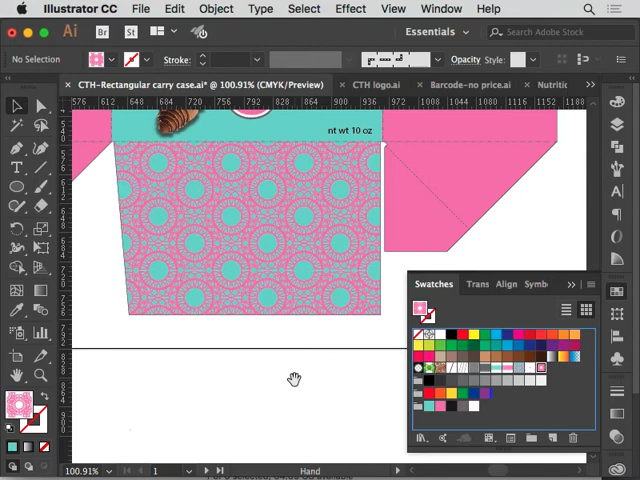 Illustrator CC File Edit Object Type Select Effect View Window Help
Ai Br St Essentials Search Adobe Stock
No Selection Stroke: Opacity Style:
× CTH-Rectangular carry case.ai* @ 100.91% (CMYK/Preview) × CTH logo.ai × Barcode-no price.ai × Nutritic
576 612 648 684 720 756 792 828 864 900 936 972 1008 1044 1080 1116 1152 1188
nt wt 10 oz
Swatches Trans Align Symb
100.91% 1 Hand